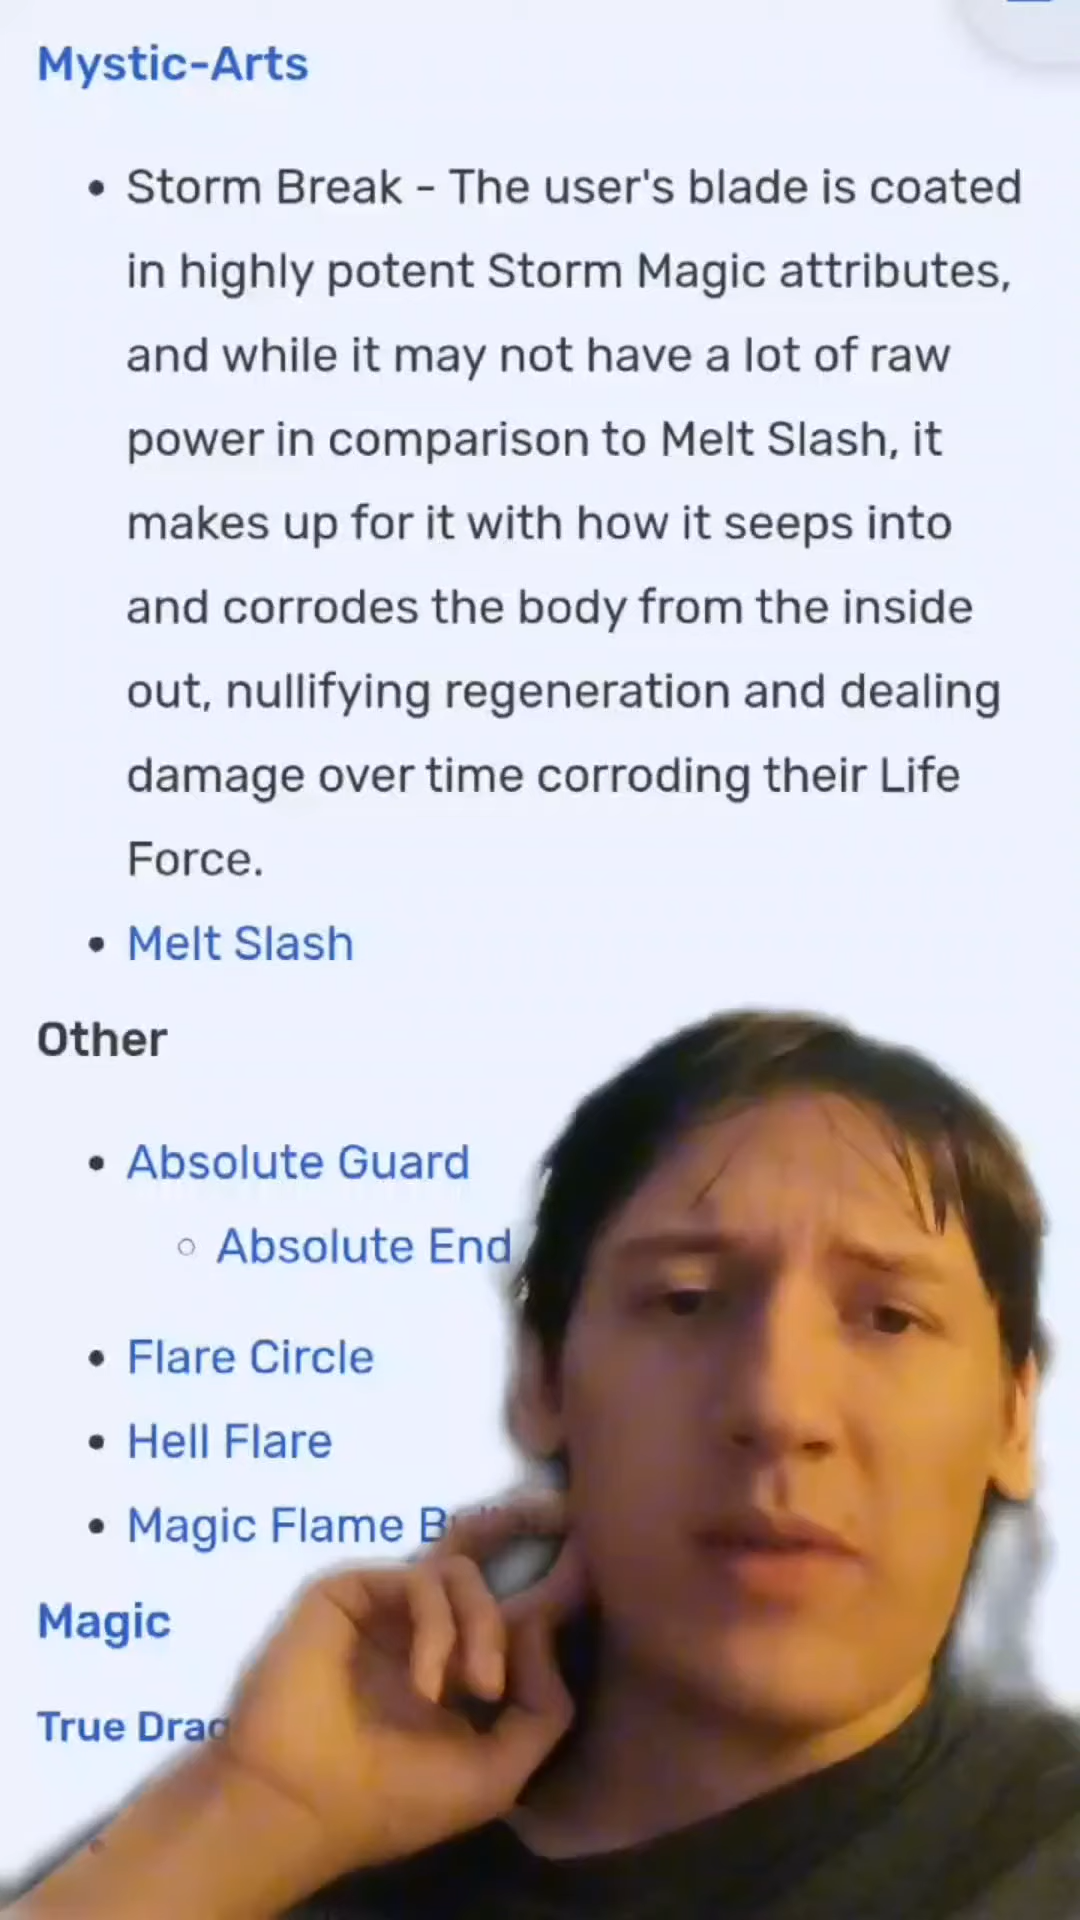 Mystic-Arts
Storm Break - The user's blade is coated
in highly potent Storm Magic attributes,
and while it may not have a lot of raw
power in comparison to Melt Slash, it
makes up for it with how it seeps into
and corrodes the body from the inside
out, nullifying regeneration and dealing
damage over time corroding their Life
Force.
Melt Slash
Other
Absolute Guard
Absolute End
Flare Circle
Hell Flare
Magic Flame
Magic
True